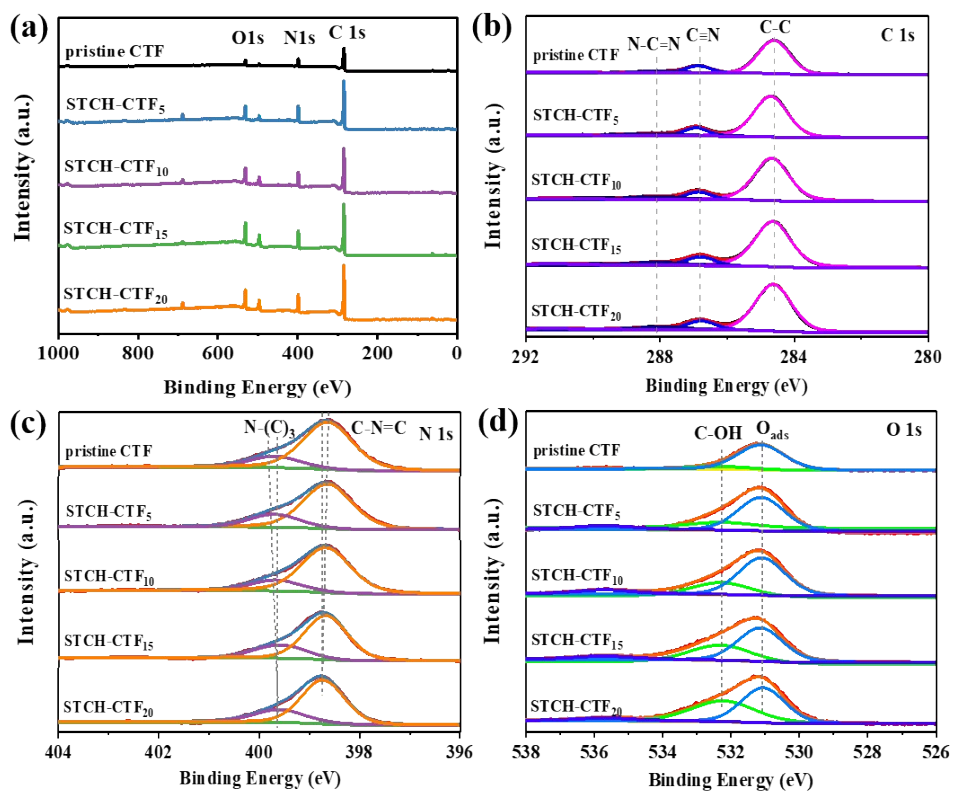 (a)
O1s N1s C 1s
pristine CTF
STCH-CTF5
STCH-CTF10
STCH-CTF15
STCH-CTF20
Intensity (a.u.)
1000 800 600 400 200 0
Binding Energy (eV)
(b)
N-C=N C=N C-C C 1s
pristine CTF
STCH-CTF5
STCH-CTF10
STCH-CTF15
STCH-CTF20
Intensity (a.u.)
292 288 284 280
Binding Energy (eV)
(c)
N-(C)3 C-N=C N 1s
pristine CTF
STCH-CTF5
STCH-CTF10
STCH-CTF15
STCH-CTF20
Intensity (a.u.)
404 402 400 398 396
Binding Energy (eV)
(d)
C-OH Oads O 1s
pristine CTF
STCH-CTF5
STCH-CTF10
STCH-CTF15
STCH-CTF20
Intensity (a.u.)
538 536 534 532 530 528 526
Binding Energy (eV)